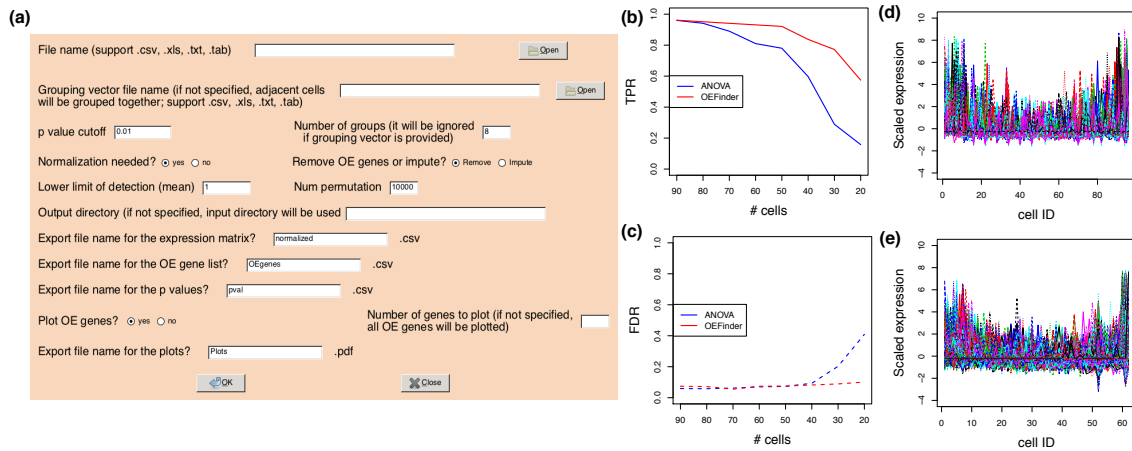 (a)
File name (support .csv, .xls, .txt, .tab)
Open
Grouping vector file name (if not specified, adjacent cells
will be grouped together; support .csv, .xls, .txt, .tab)
Open
p value cutoff 0.01
Number of groups (it will be ignored
if grouping vector is provided) 8
Normalization needed? yes no
Remove OE genes or impute? Remove Impute
Lower limit of detection (mean) 1
Num permutation 10000
Output directory (if not specified, input directory will be used
Export file name for the expression matrix? normalized .csv
Export file name for the OE gene list? OEgenes .csv
Export file name for the p values? pval .csv
Plot OE genes? yes no
Number of genes to plot (if not specified,
all OE genes will be plotted)
Export file name for the plots? Plots .pdf
OK
Close
(b)
TPR
0.0 0.2 0.4 0.6 0.8 1.0
ANOVA
OEFinder
90 80 70 60 50 40 30 20
# cells
(c)
FDR
0.0 0.2 0.4 0.6 0.8 1.0
ANOVA
OEFinder
90 80 70 60 50 40 30 20
# cells
(d)
Scaled expression
-4 -2 0 2 4 6 8 10
0 20 40 60 80
cell ID
(e)
Scaled expression
-4 -2 0 2 4 6 8 10
0 10 20 30 40 50 60
cell ID